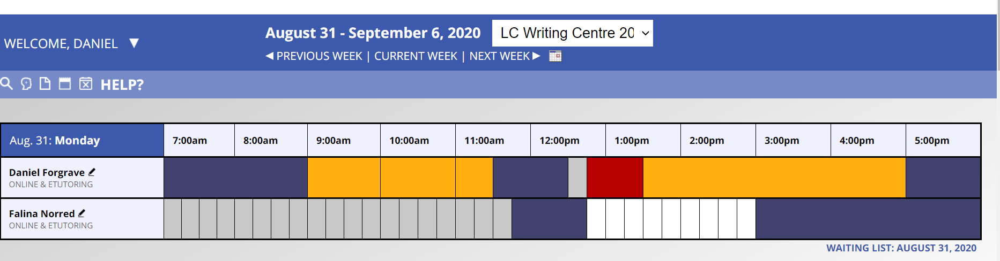 WELCOME, DANIEL ▼
August 31 - September 6, 2020
LC Writing Centre 20
◀ PREVIOUS WEEK | CURRENT WEEK | NEXT WEEK ▶
HELP?
Aug. 31: Monday 7:00am 8:00am 9:00am 10:00am 11:00am 12:00pm 1:00pm 2:00pm 3:00pm 4:00pm 5:00pm
Daniel Forgrave
ONLINE & ETUTORING
Falina Norred
ONLINE & ETUTORING
WAITING LIST: AUGUST 31, 2020